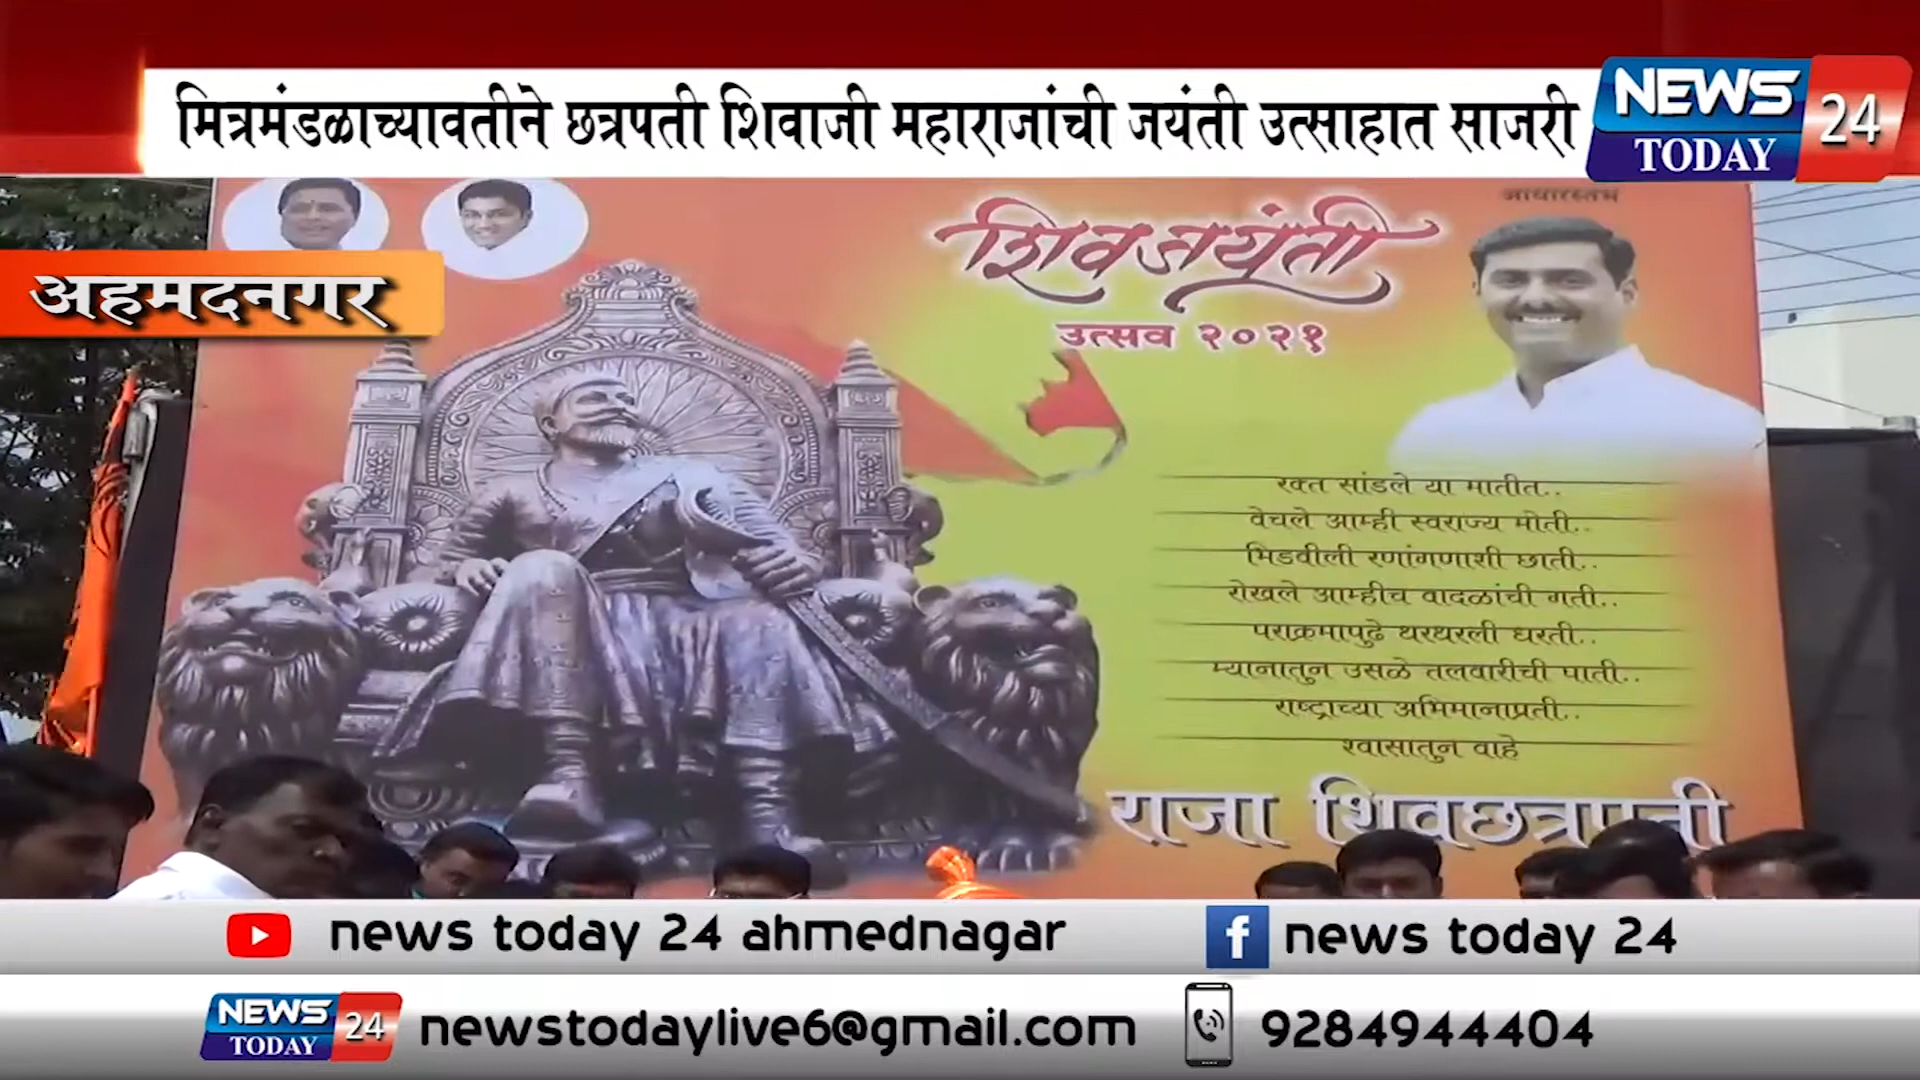 मित्रमंडळाच्यावतीने छत्रपती शिवाजी महाराजांची जयंती उत्साहात साजरी
NEWS
TODAY
24
आधारस्तंभ
अहमदनगर
शिवजयंती
उत्सव २०२१
रक्त सांडले या मातीत..
वेचले आम्ही स्वराज्य मोती..
भिडवीली रणांगणाशी छाती..
रोखले आम्हीच वादळांची गती..
पराक्रमापुढे थरथरली धरती..
म्यानातुन उसळे तलवारीची पाती..
राष्ट्राच्या अभिमानाप्रती..
श्वासातुन वाहे
राजा शिवछत्रपती
news today 24 ahmednagar
f news today 24
NEWS
TODAY
24
newstodaylive6@gmail.com
9284944404